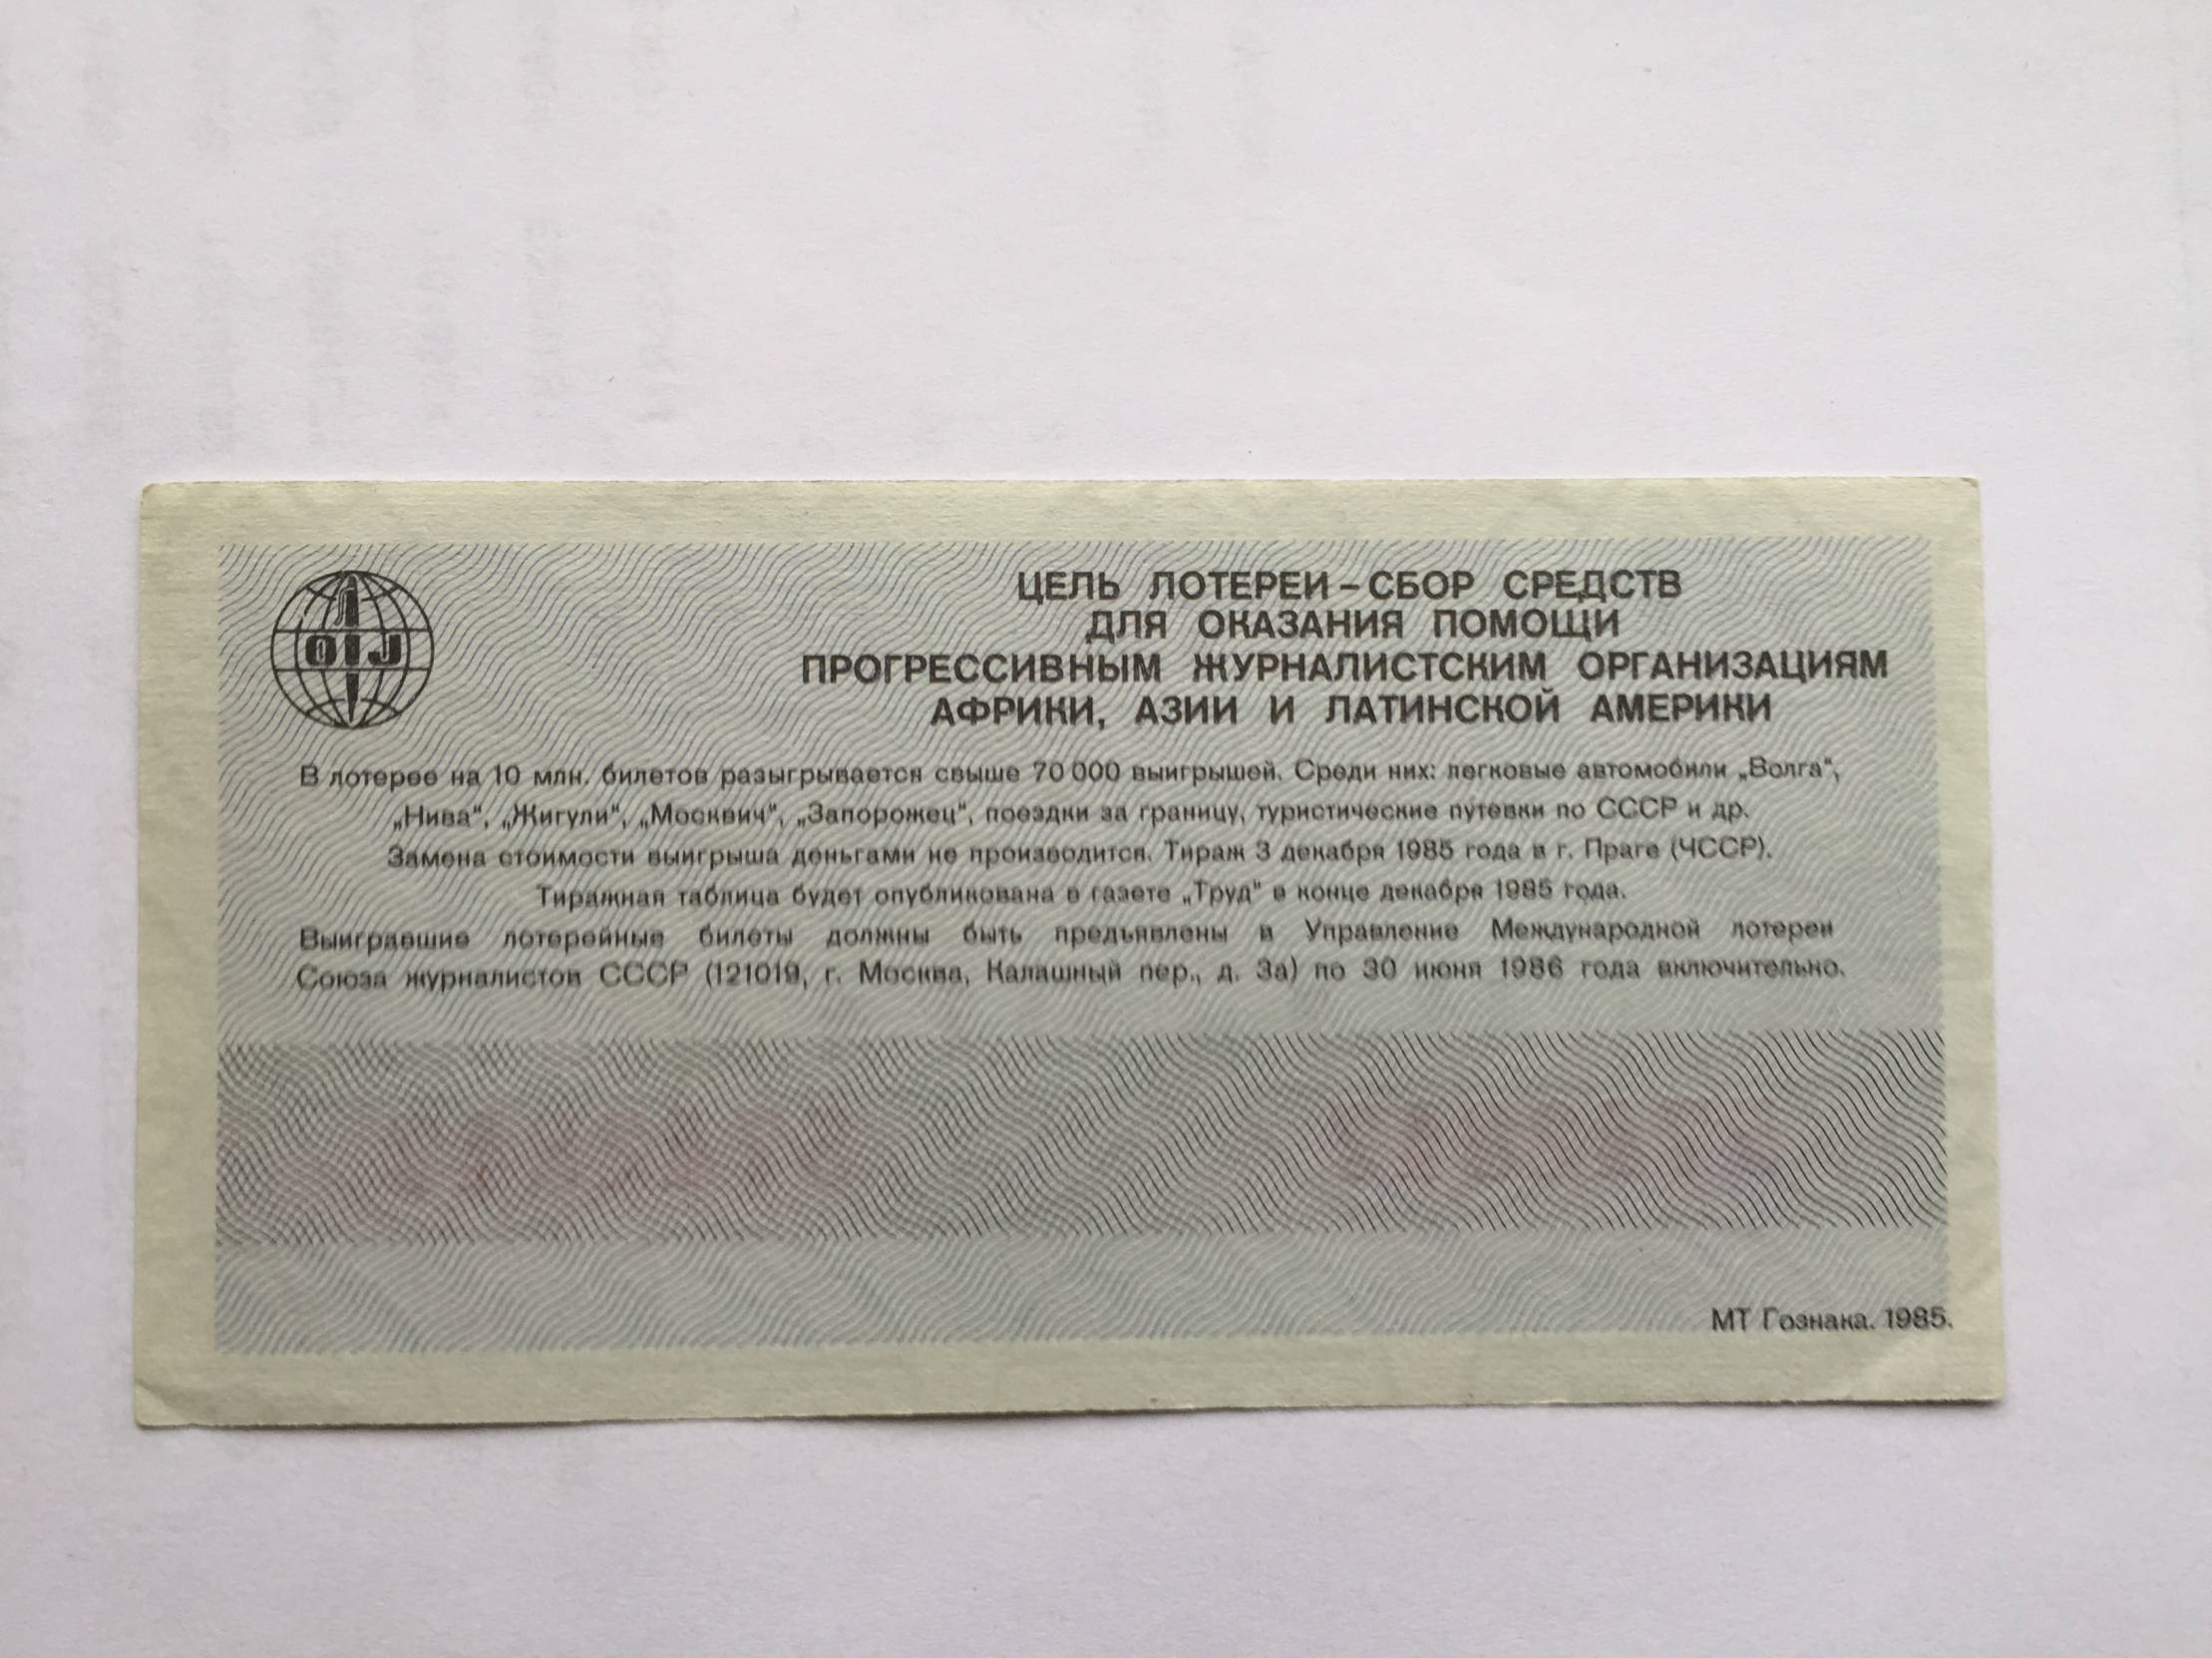 OIJ
ЦЕЛЬ ЛОТЕРЕИ – СБОР СРЕДСТВ
ДЛЯ ОКАЗАНИЯ ПОМОЩИ
ПРОГРЕССИВНЫМ ЖУРНАЛИСТСКИМ ОРГАНИЗАЦИЯМ
АФРИКИ, АЗИИ И ЛАТИНСКОЙ АМЕРИКИ
В лотерее на 10 млн. билетов разыгрывается свыше 70 000 выигрышей. Среди них: легковые автомобили „Волга“,
„Нива“, „Жигули“, „Москвич“, „Запорожец“, поездки за границу, туристические путевки по СССР и др.
Замена стоимости выигрыша деньгами не производится. Тираж 3 декабря 1985 года в г. Праге (ЧССР).
Тиражная таблица будет опубликована в газете „Труд“ в конце декабря 1985 года.
Выигравшие лотерейные билеты должны быть предъявлены в Управление Международной лотереи
Союза журналистов СССР (121019, г. Москва, Калашный пер., д. 3а) по 30 июня 1986 года включительно.
МТ Гознака. 1985.